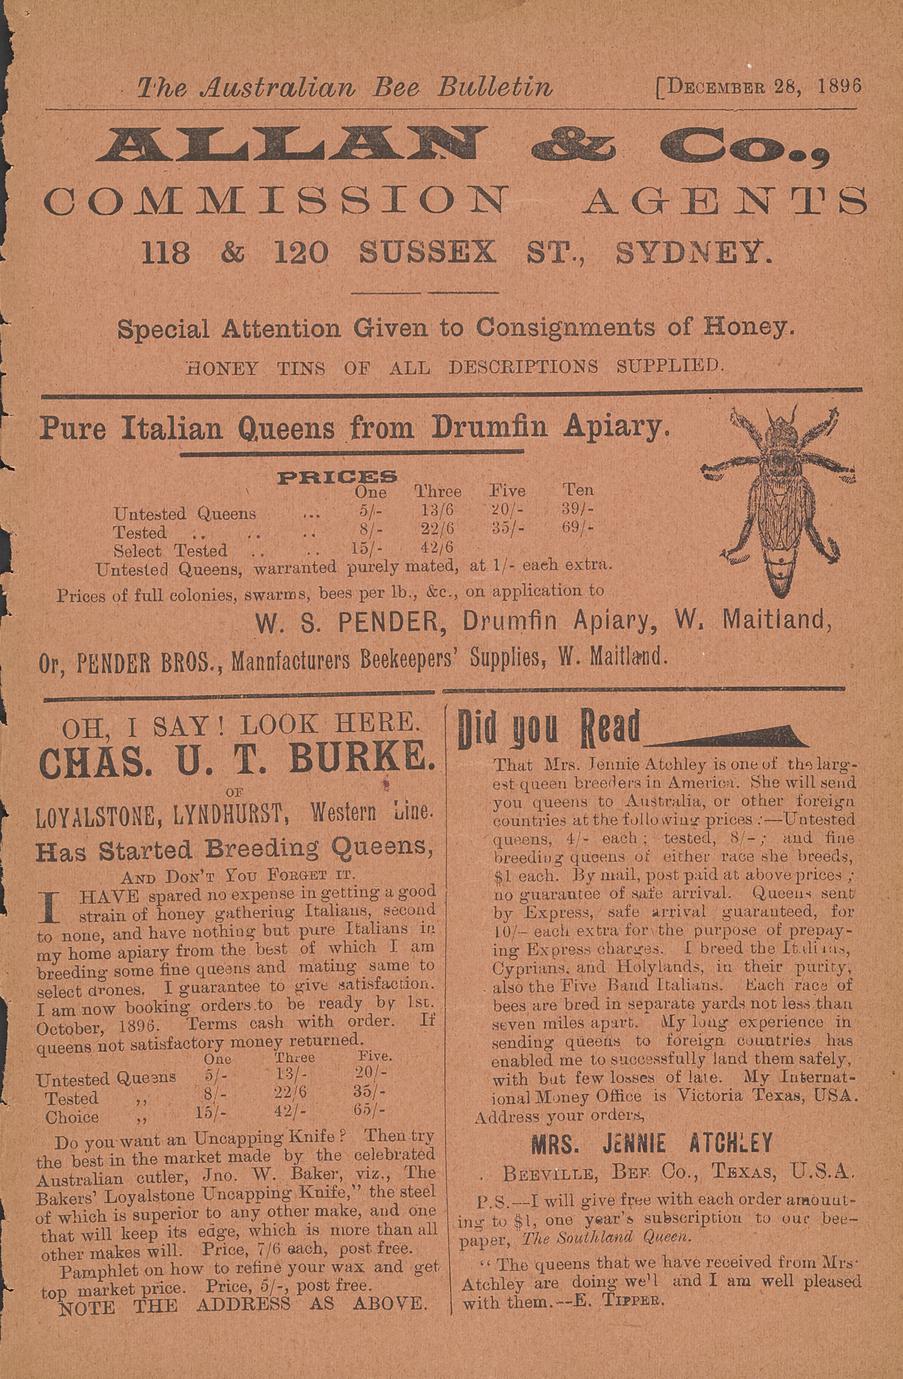 The Australian Bee Bulletin [DECEMBER 28, 1896
ALLAN & Co.,
COMMISSION AGENTS
118 & 120 SUSSEX ST., SYDNEY.
Special Attention Given to Consignments of Honey.
HONEY TINS OF ALL DESCRIPTIONS SUPPLIED.
Pure Italian Queens from Drumfin Apiary.
PRICES
One Three Five Ten
Untested Queens ... 5/- 13/6 20/- 39/-
Tested .. .. .. 8/- 22/6 35/- 69/-
Select Tested .. .. 15/- 42/6
Untested Queens, warranted purely mated, at 1/- each extra.
Prices of full colonies, swarms, bees per lb., &c., on application to
W. S. PENDER, Drumfin Apiary, W. Maitland,
Or, PENDER BROS., Mannfacturers Beekeepers' Supplies, W. Maitland.
OH, I SAY! LOOK HERE.
CHAS. U. T. BURKE.
OF
LOYALSTONE, LYNDHURST, Western Line.
Has Started Breeding Queens,
AND DON'T YOU FORGET IT.
I HAVE spared no expense in getting a good
strain of honey gathering Italians, second
to none, and have nothing but pure Italians in
my home apiary from the best of which I am
breeding some fine queens and mating same to
select drones. I guarantee to give satisfaction.
I am now booking orders to be ready by 1st.
October, 1896. Terms cash with order. If
queens not satisfactory money returned.
One Three Five.
Untested Queens 5/- 13/- 20/-
Tested ,, 8/- 22/6 35/-
Choice ,, 15/- 42/- 65/-
Do you want an Uncapping Knife? Then try
the best in the market made by the celebrated
Australian cutler, Jno. W. Baker, viz., The
Bakers' Loyalstone Uncapping Knife," the steel
of which is superior to any other make, and one
that will keep its edge, which is more than all
other makes will. Price, 7/6 each, post free.
Pamphlet on how to refine your wax and get
top market price. Price, 5/-, post free.
NOTE THE ADDRESS AS ABOVE.
Did you Read
That Mrs. Jennie Atchley is one of the larg-
est queen breeders in America. She will send
you queens to Australia, or other foreign
countries at the following prices:—Untested
queens, 4/- each; tested, 8/-; and fine
breeding queens of either race she breeds,
$1 each. By mail, post paid at above prices;
no guarantee of safe arrival. Queens sent
by Express, safe arrival guaranteed, for
10/- each extra for the purpose of prepay-
ing Express charges. I breed the Italians,
Cyprians, and Holylands, in their purity,
also the Five Band Italians. Each race of
bees are bred in separate yards not less than
seven miles apart. My long experience in
sending queens to foreign countries has
enabled me to successfully land them safely,
with but few losses of late. My Internat-
ional Money Office is Victoria Texas, USA.
Address your orders,
MRS. JENNIE ATCHLEY
BEEVILLE, BEE CO., TEXAS, U.S.A.
P.S.—I will give free with each order amount-
ing to $1, one year's subscription to our bee-
paper, The Southland Queen.
"The queens that we have received from Mrs.
Atchley are doing we'l and I am well pleased
with them.--E. TIPPER.